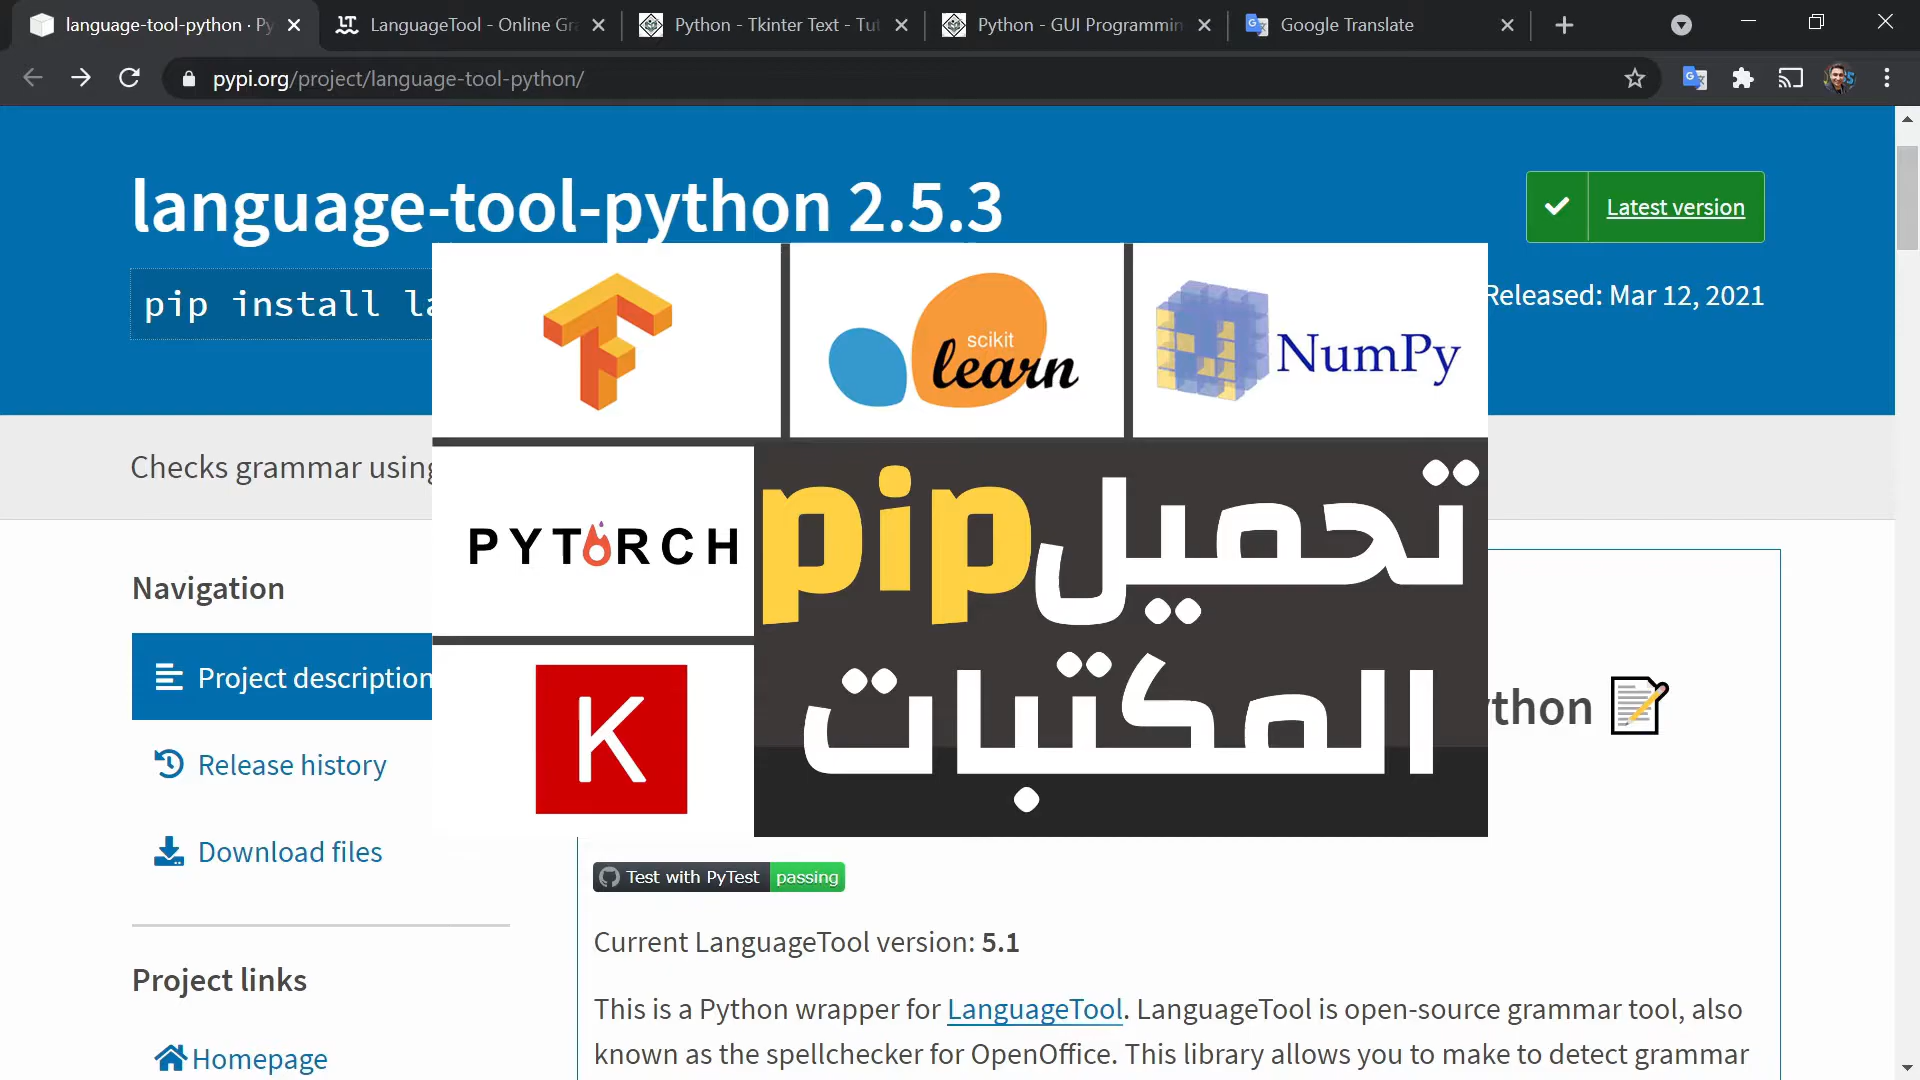 language-tool-python · Py
LanguageTool - Online Gr
Python - Tkinter Text - Tut
Python - GUI Programmin
Google Translate
pypi.org/project/language-tool-python/
language-tool-python 2.5.3
Latest version
pip install la
Released: Mar 12, 2021
scikit
learn
NumPy
Checks grammar using
PYTORCH
تحميل pip
المكتبات
K
Navigation
Project description
ython
Release history
Download files
Test with PyTest passing
Current LanguageTool version: 5.1
Project links
This is a Python wrapper for LanguageTool. LanguageTool is open-source grammar tool, also
known as the spellchecker for OpenOffice. This library allows you to make to detect grammar
Homepage